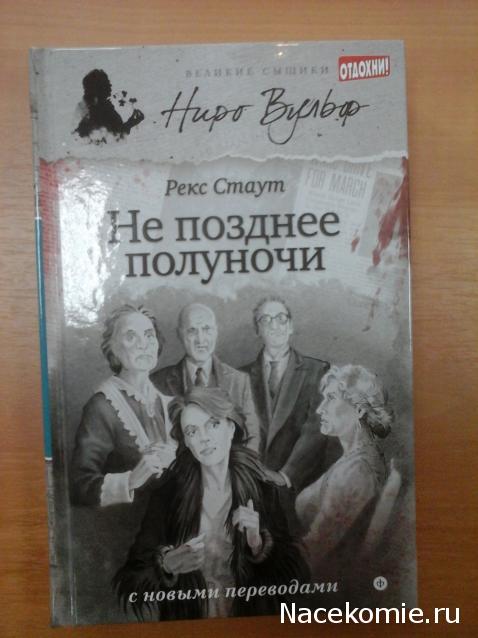 ВЕЛИКИЕ СЫЩИКИ
ОТДОХНИ!
Ниро Вульф
Рекс Стаут
FOR MARCH
Не позднее
полуночи
с новыми переводами
Ф
Nacekomie.ru